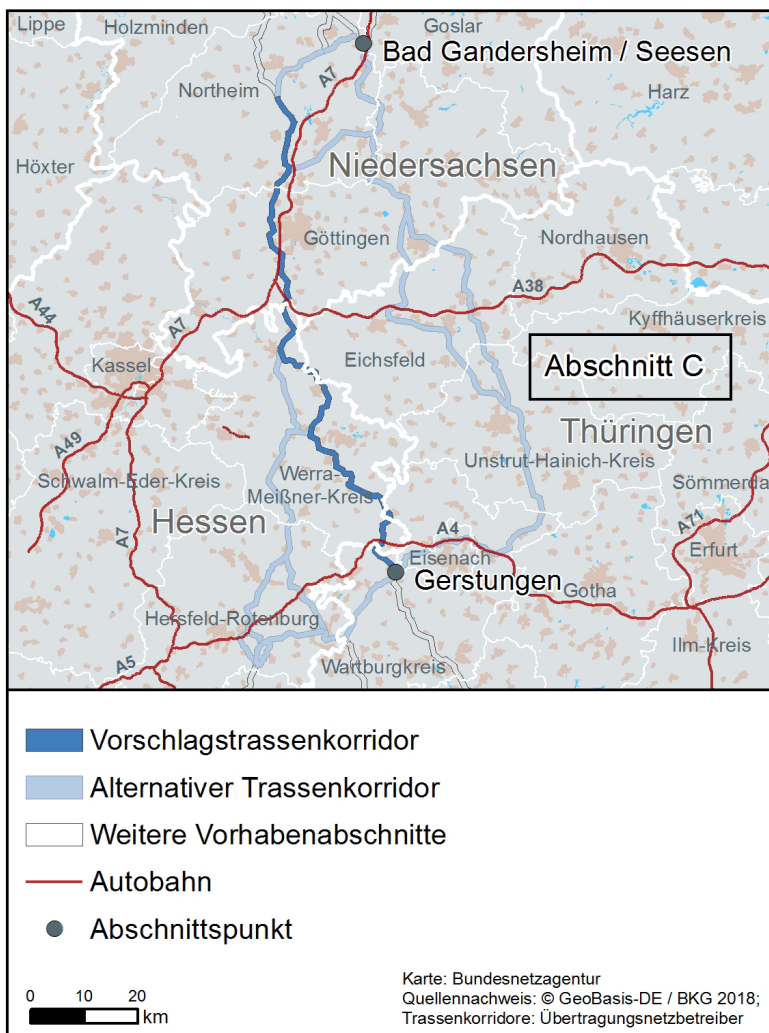 Lippe
Holzminden
Goslar
Bad Gandersheim / Seesen
A7
Northeim
Harz
Höxter
Niedersachsen
Göttingen
Nordhausen
A38
A44
A7
Kyffhäuserkreis
Kassel
Eichsfeld
Abschnitt C
Thüringen
A49
Unstrut-Hainich-Kreis
Schwalm-Eder-Kreis
Werra-
Meißner-Kreis
Sömmerda
Hessen
A7
A4
A71
Erfurt
Eisenach
Gerstungen
Gotha
Hersfeld-Rotenburg
Ilm-Kreis
A5
Wartburgkreis
Vorschlagstrassenkorridor
Alternativer Trassenkorridor
Weitere Vorhabenabschnitte
Autobahn
Abschnittspunkt
0 10 20
km
Karte: Bundesnetzagentur
Quellennachweis: © GeoBasis-DE / BKG 2018;
Trassenkorridore: Übertragungsnetzbetreiber